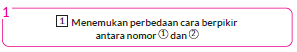 1
1 Menemukan perbedaan cara berpikir
antara nomor ① dan ②